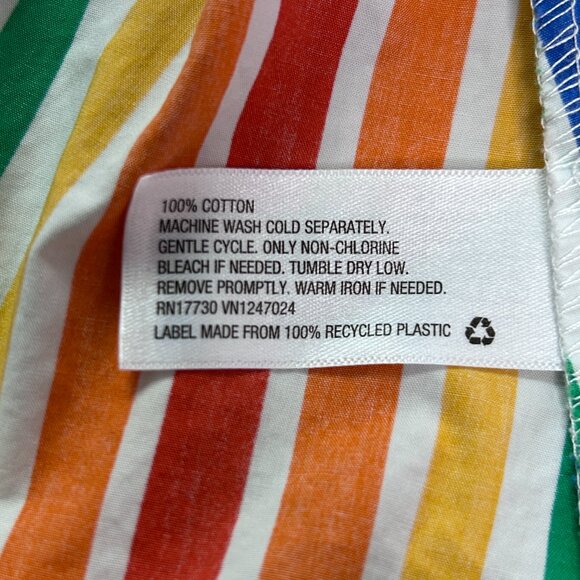 100% COTTON
MACHINE WASH COLD SEPARATELY.
GENTLE CYCLE. ONLY NON-CHLORINE
BLEACH IF NEEDED. TUMBLE DRY LOW.
REMOVE PROMPTLY. WARM IRON IF NEEDED.
RN17730 VN1247024
LABEL MADE FROM 100% RECYCLED PLASTIC